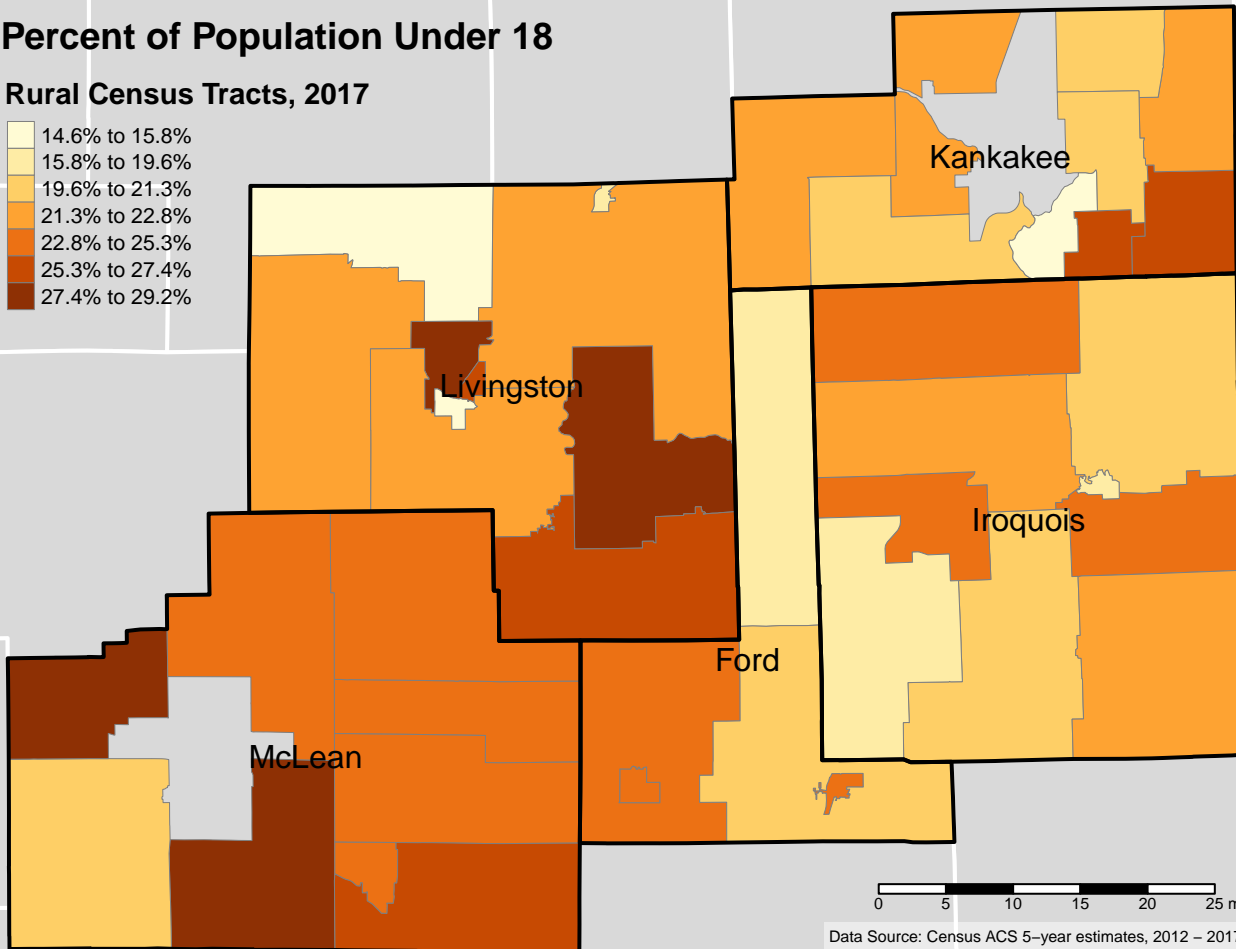 Percent of Population Under 18
Rural Census Tracts, 2017
14.6% to 15.8%
15.8% to 19.6%
19.6% to 21.3%
21.3% to 22.8%
22.8% to 25.3%
25.3% to 27.4%
27.4% to 29.2%
Kankakee
Livingston
Iroquois
Ford
McLean
0 5 10 15 20 25 m
Data Source: Census ACS 5−year estimates, 2012 − 2017